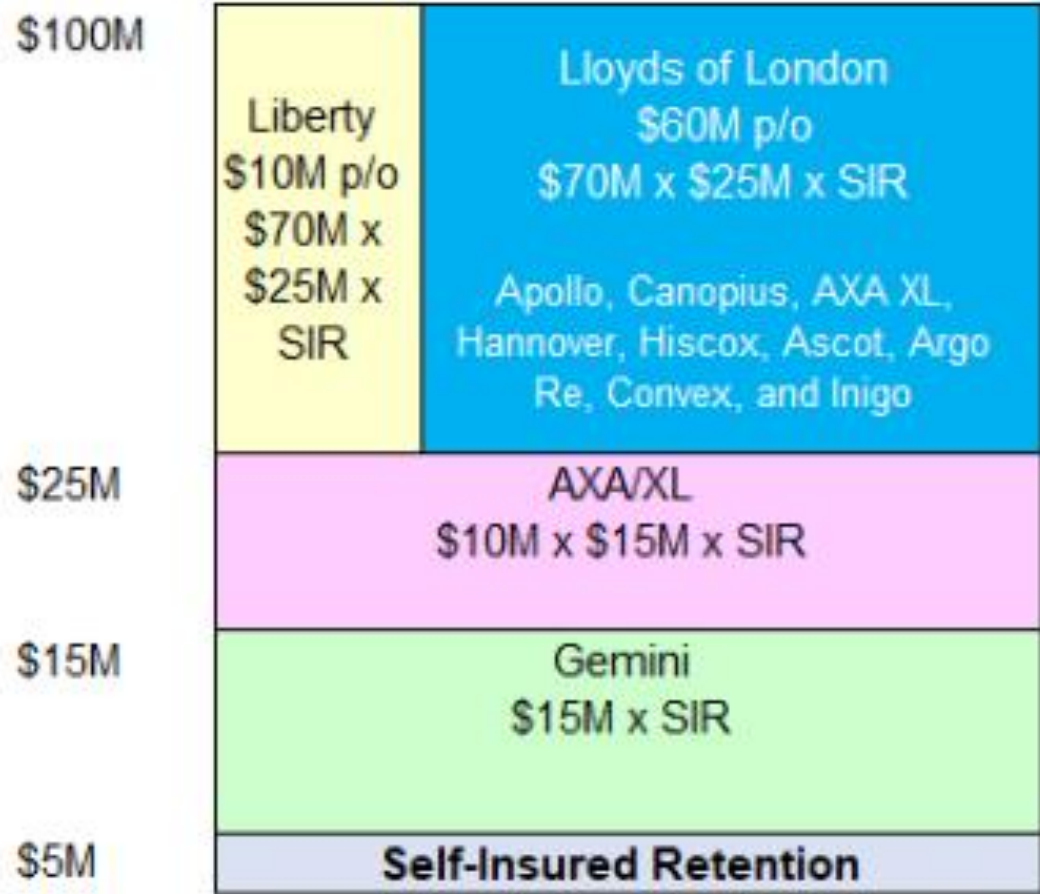 $100M
Liberty
$10M p/o
$70M x
$25M x
SIR
Lloyds of London
$60M p/o
$70M x $25M x SIR
Apollo, Canopius, AXA XL,
Hannover, Hiscox, Ascot, Argo
Re, Convex, and Inigo
$25M
AXA/XL
$10M x $15M x SIR
$15M
Gemini
$15M x SIR
$5M
Self-Insured Retention